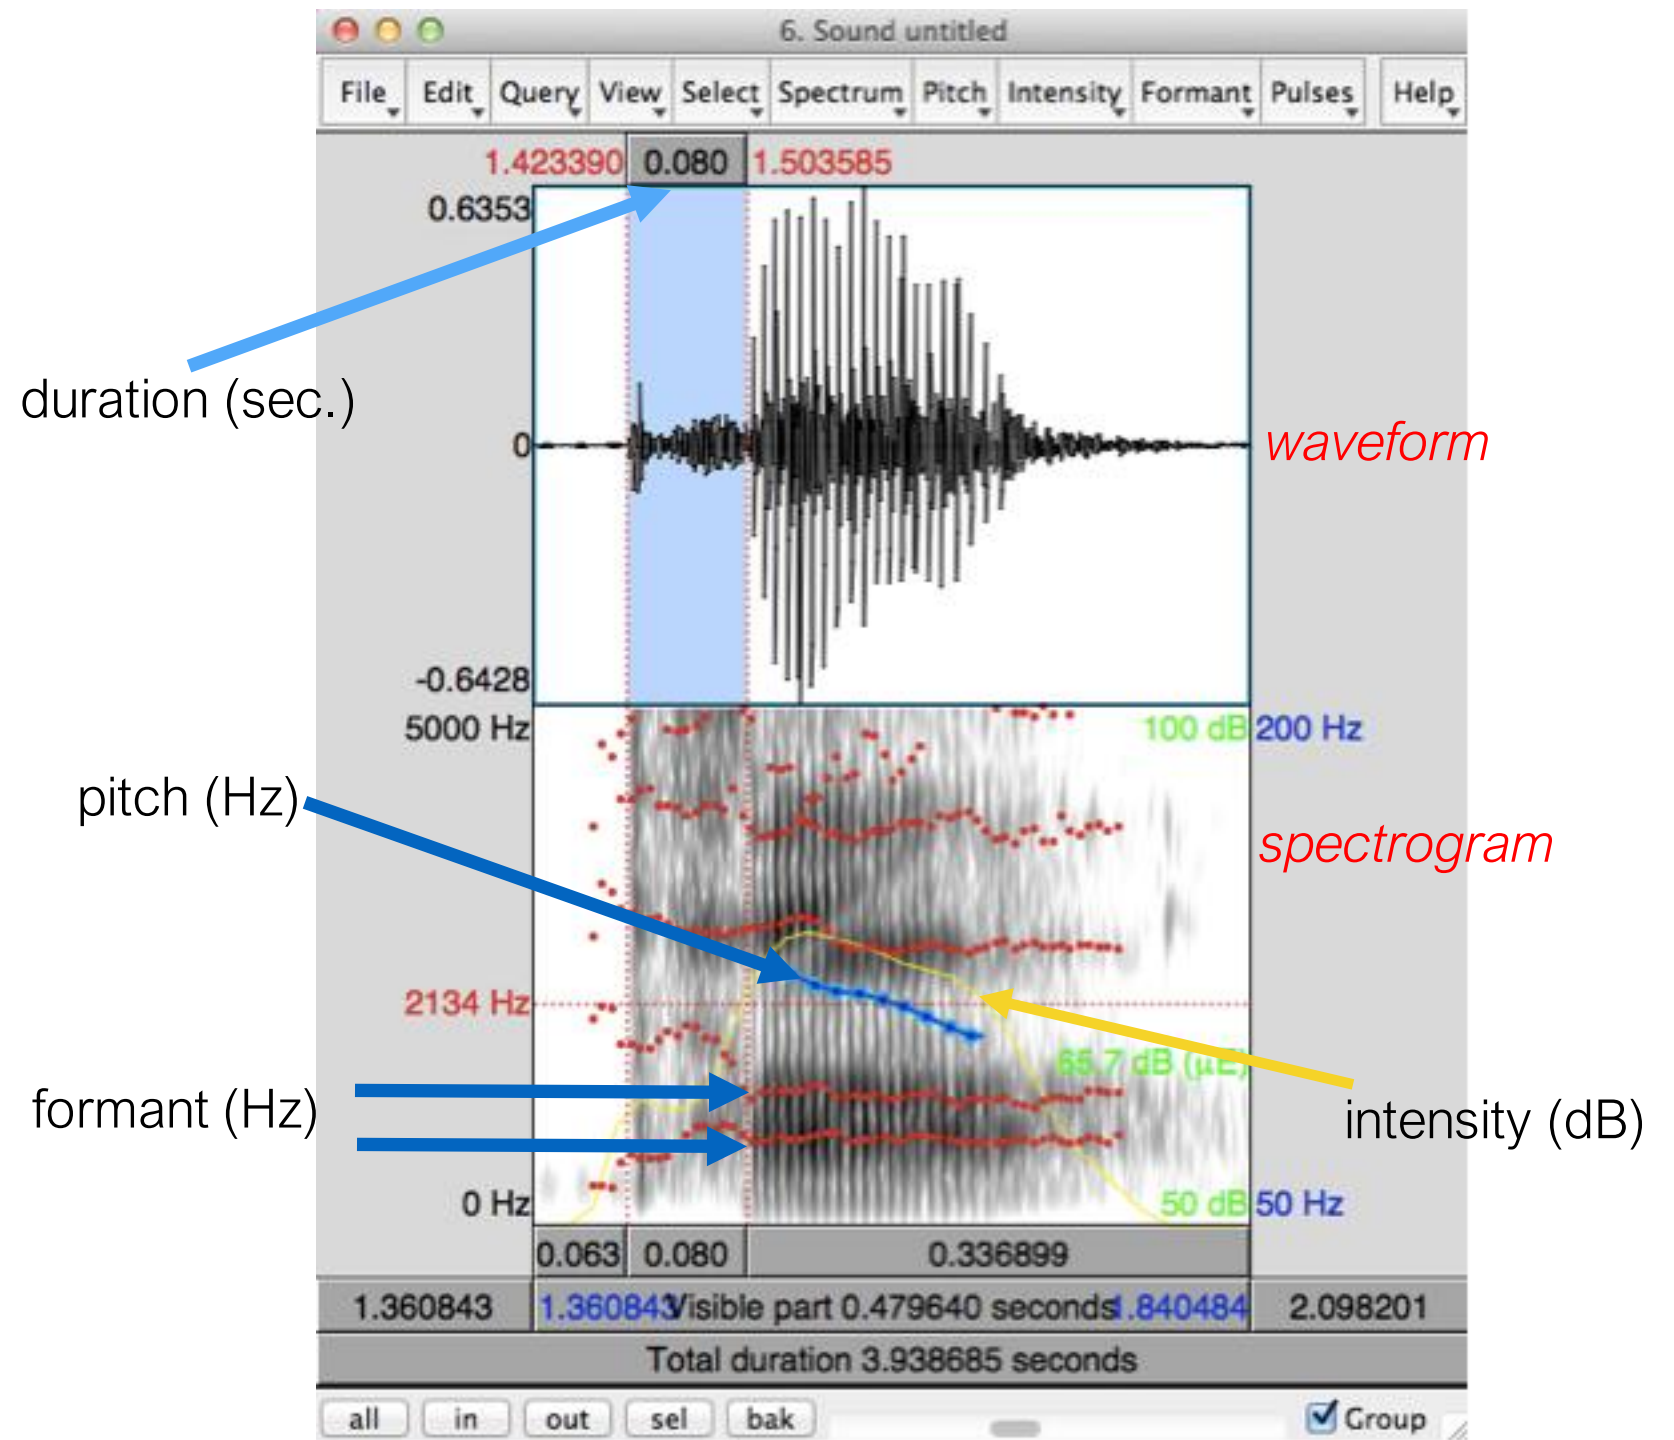 6. Sound untitled
File Edit Query View Select Spectrum Pitch Intensity Formant Pulses Help
1.423390 0.080 1.503585
0.6353
duration (sec.)
0
waveform
-0.6428
5000 Hz 100 dB 200 Hz
pitch (Hz)
spectrogram
2134 Hz
65.7 dB (µE)
formant (Hz)
intensity (dB)
0 Hz 50 dB 50 Hz
0.063 0.080 0.336899
1.360843 1.360843 Visible part 0.479640 seconds 1.840484 2.098201
Total duration 3.938685 seconds
all in out sel bak Group